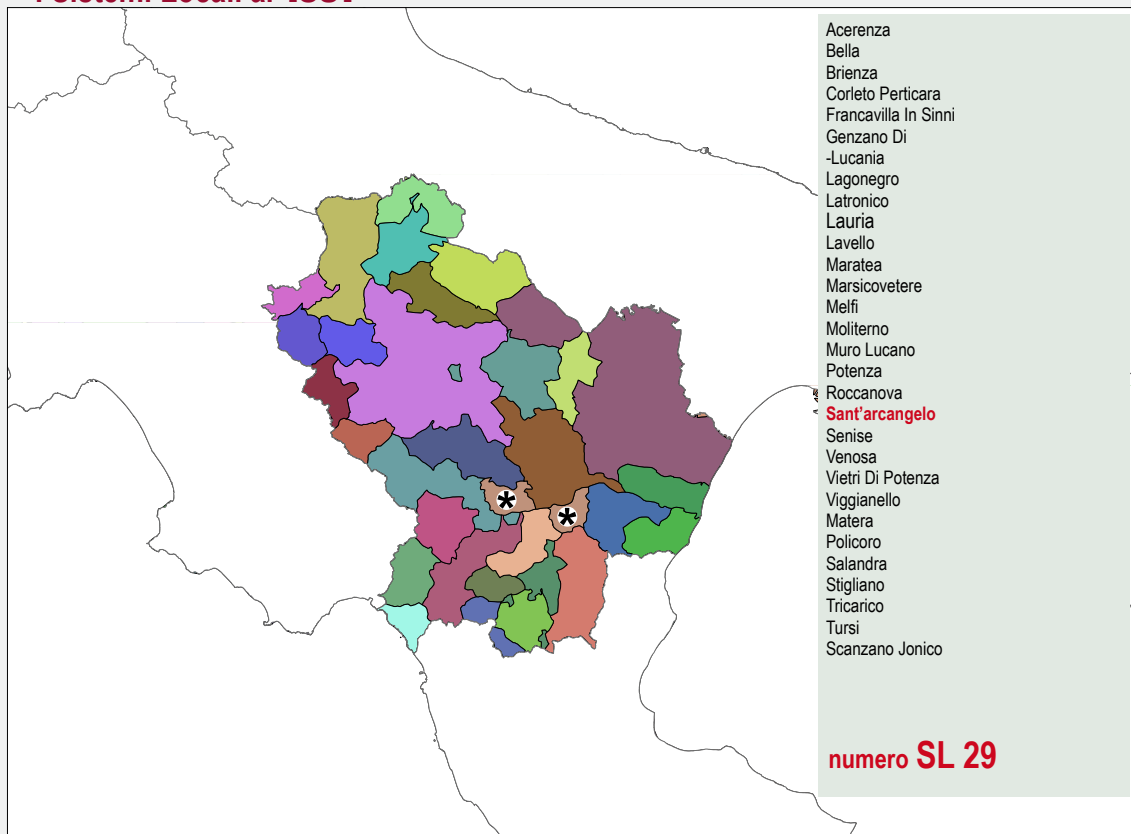 Acerenza
Bella
Brienza
Corleto Perticara
Francavilla In Sinni
Genzano Di
-Lucania
Lagonegro
Latronico
Lauria
Lavello
Maratea
Marsicovetere
Melfi
Moliterno
Muro Lucano
Potenza
Roccanova
Sant'arcangelo
Senise
Venosa
Vietri Di Potenza
Viggianello
Matera
Policoro
Salandra
Stigliano
Tricarico
Tursi
Scanzano Jonico
numero SL 29
* *